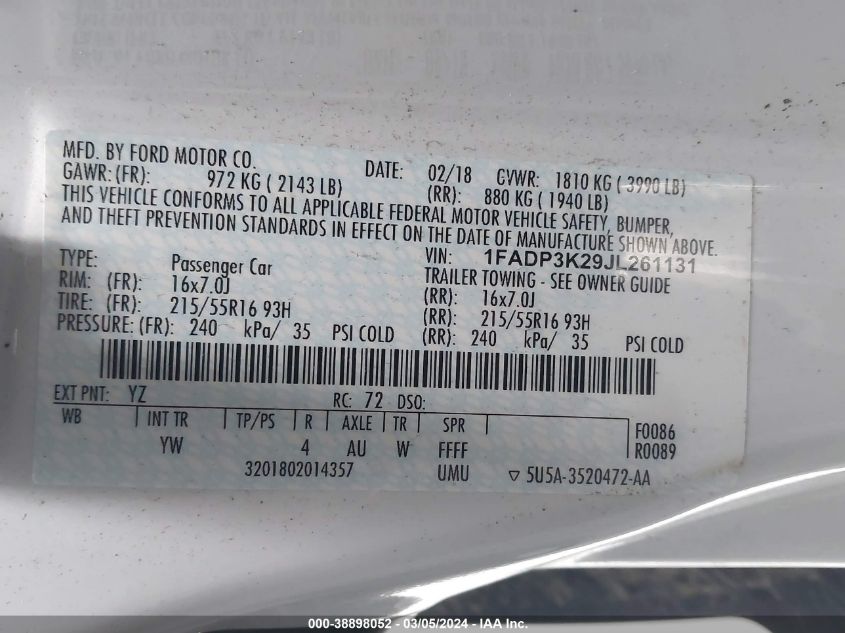 MFD. BY FORD MOTOR CO. DATE: 02/18 GVWR: 1810 KG ( 3990 LB)
GAWR:(FR): 972 KG ( 2143 LB) (RR): 880 KG ( 1940 LB)
THIS VEHICLE CONFORMS TO ALL APPLICABLE FEDERAL MOTOR VEHICLE SAFETY, BUMPER,
AND THEFT PREVENTION STANDARDS IN EFFECT ON THE DATE OF MANUFACTURE SHOWN ABOVE.
VIN: 1FADP3K29JL261131
TYPE: Passenger Car TRAILER TOWING - SEE OWNER GUIDE
RIM: (FR): 16x7.0J (RR): 16x7.0J
TIRE: (FR): 215/55R16 93H (RR): 215/55R16 93H
PRESSURE:(FR): 240 kPa/ 35 PSI COLD (RR): 240 kPa/ 35 PSI COLD
EXT PNT: YZ RC: 72 DSO:
WB INT TR TP/PS R AXLE TR SPR F0086
YW 4 AU W FFFF R0089
3201802014357 UMU ▽ 5U5A-3520472-AA
000-38898052 - 03/05/2024 - IAA Inc.